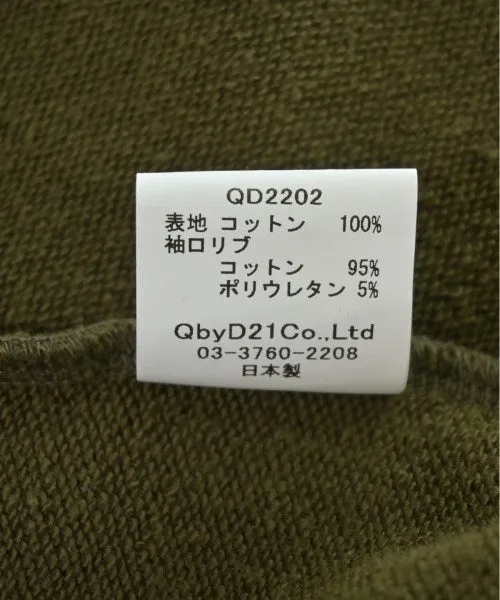 QD2202
表地 コットン 100%
袖口リブ
コットン 95%
ポリウレタン 5%
QbyD21Co.,Ltd
03-3760-2208
日本製